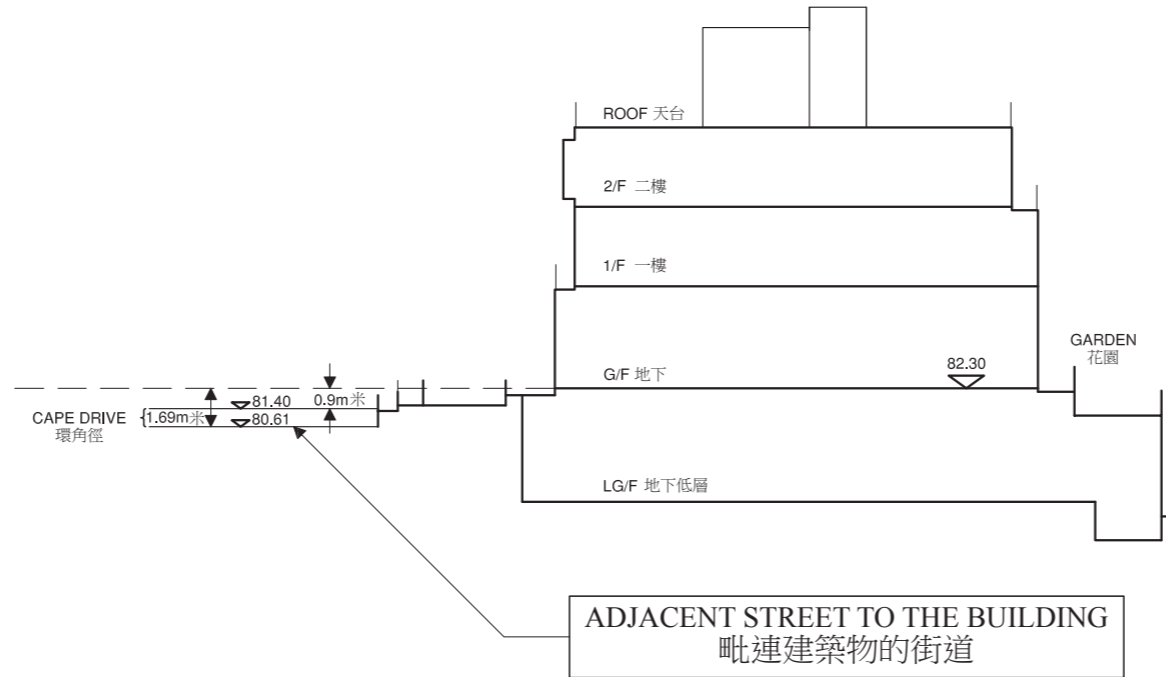 ROOF 天台
2/F 二樓
1/F 一樓
GARDEN
花園
G/F 地下
82.30
81.40
0.9m米
CAPE DRIVE
環角徑
1.69m米
80.61
LG/F 地下低層
ADJACENT STREET TO THE BUILDING
毗連建築物的街道